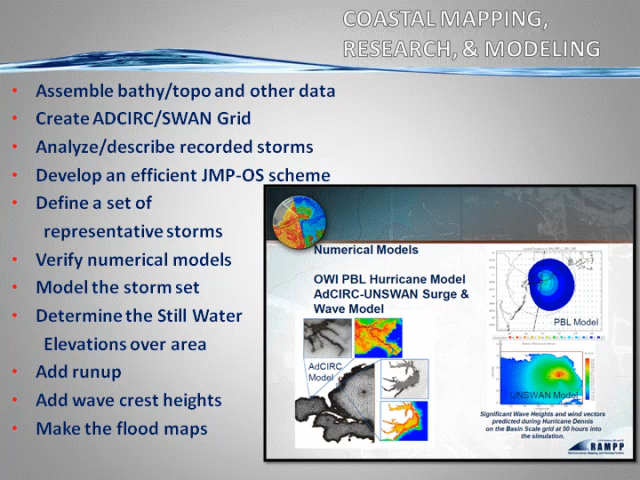 COASTAL MAPPING,
RESEARCH, & MODELING
• Assemble bathy/topo and other data
• Create ADCIRC/SWAN Grid
• Analyze/describe recorded storms
• Develop an efficient JMP-OS scheme
• Define a set of
representative storms
• Verify numerical models
• Model the storm set
• Determine the Still Water
Elevations over area
• Add runup
• Add wave crest heights
• Make the flood maps
Numerical Models
OWI PBL Hurricane Model
AdCIRC-UNSWAN Surge &
Wave Model
PBL Model
AdCIRC
Model
UNSWAN Model
Significant Wave Heights and wind vectors
predicted during Hurricane Dennis
on the Basin Scale grid at 50 hours into
the simulation.
RAMPP